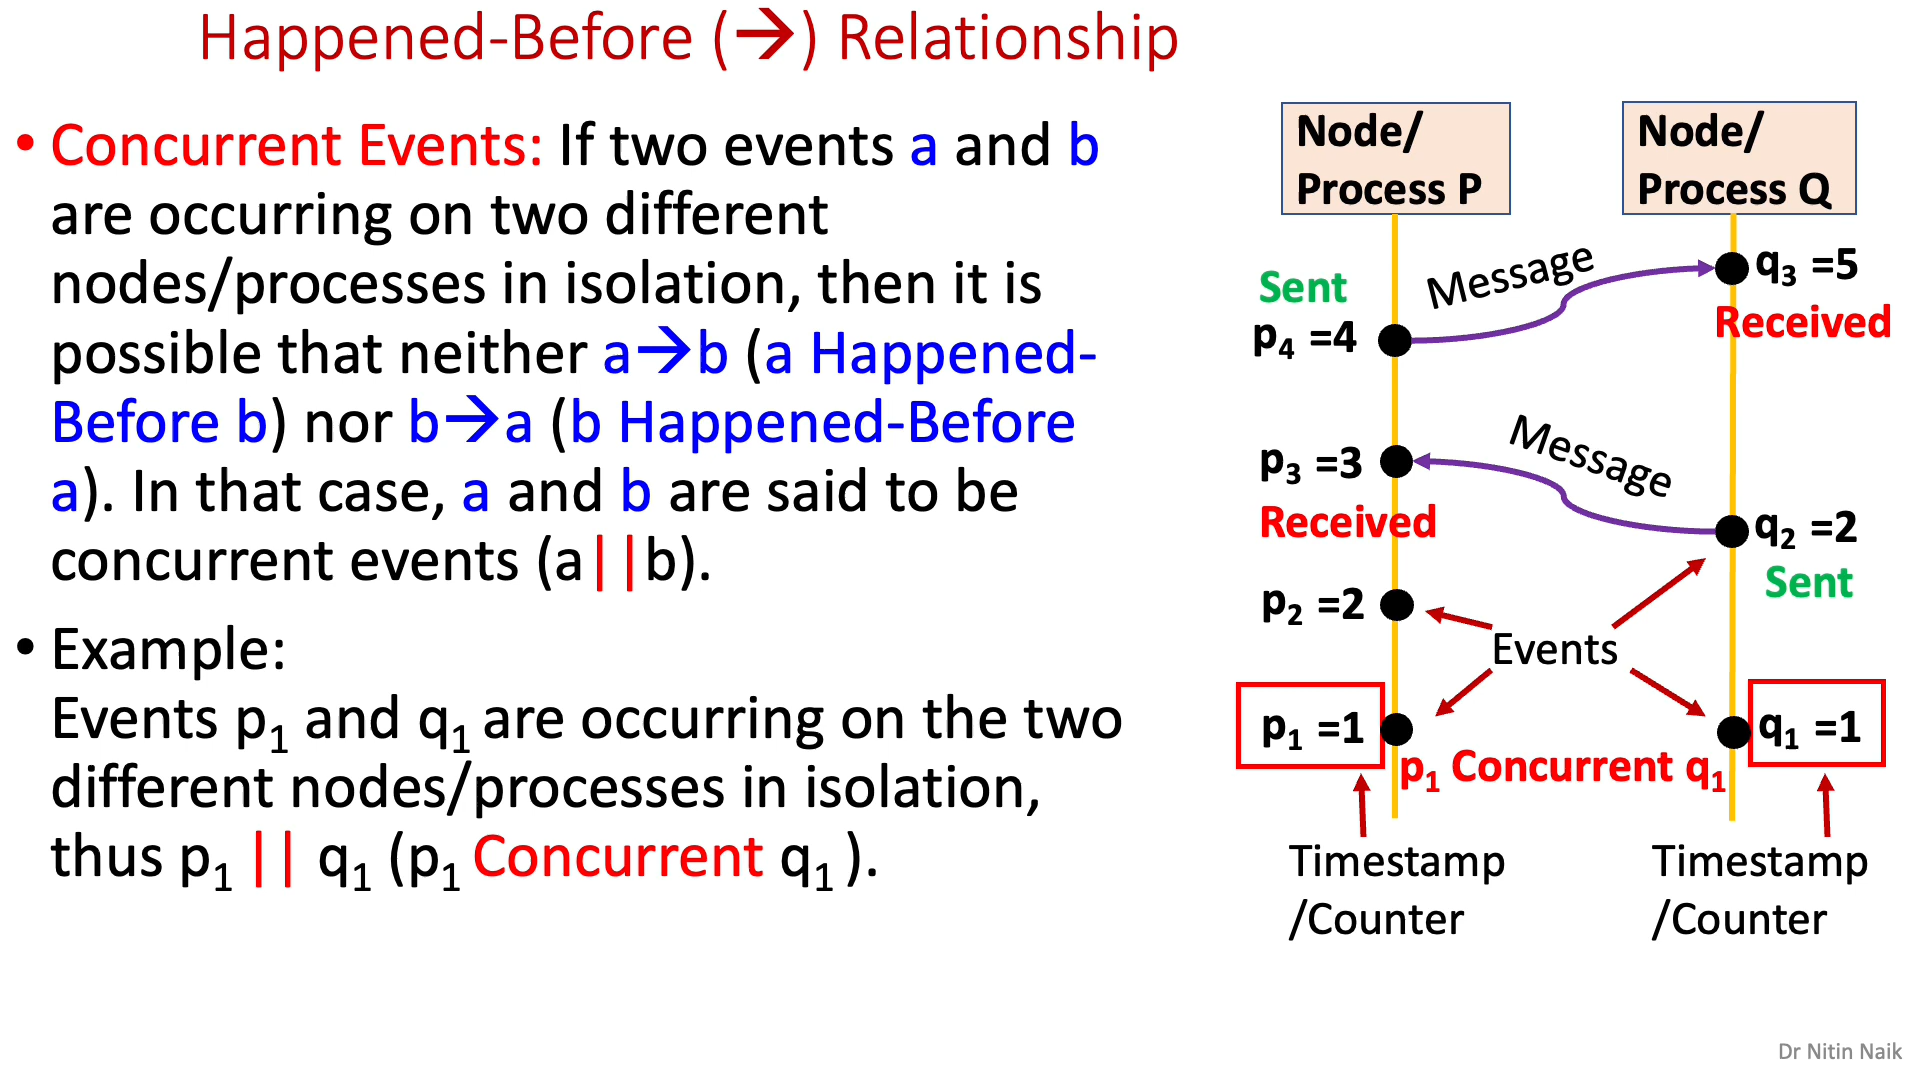 Happened-Before (→) Relationship
• Concurrent Events: If two events a and b
are occurring on two different
nodes/processes in isolation, then it is
possible that neither a→b (a Happened-
Before b) nor b→a (b Happened-Before
a). In that case, a and b are said to be
concurrent events (a||b).
• Example:
Events p₁ and q₁ are occurring on the two
different nodes/processes in isolation,
thus p₁ || q₁ (p₁ Concurrent q₁ ).
Node/
Process P
Node/
Process Q
Message
q₃ =5
Sent
Received
p₄ =4
Message
p₃ =3
Received
q₂ =2
Sent
p₂ =2
Events
p₁ =1
q₁ =1
p₁ Concurrent q₁
Timestamp
/Counter
Timestamp
/Counter
Dr Nitin Naik